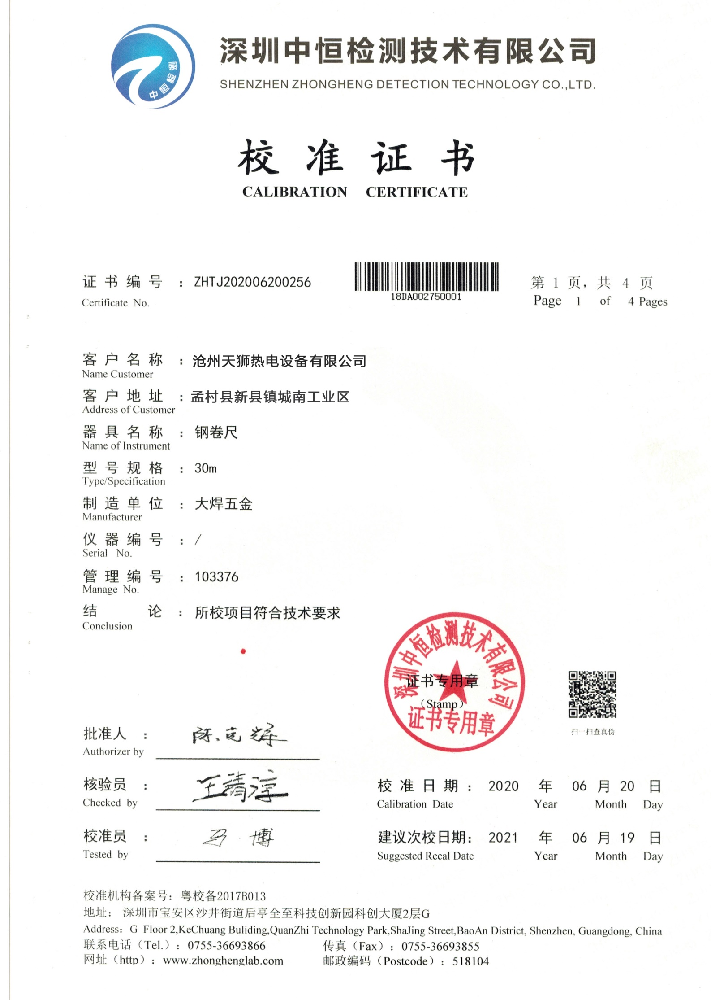 中恒检测
深圳中恒检测技术有限公司
SHENZHEN ZHONGHENG DETECTION TECHNOLOGY CO.,LTD.
校准证书
CALIBRATION CERTIFICATE
证书编号 : ZHTJ202006200256
Certificate No.
18DA002750001
第 1 页, 共 4 页
Page 1 of 4 Pages
客户名称 : 沧州天狮热电设备有限公司
Name Customer
客户地址 : 孟村县新县镇城南工业区
Address of Customer
器具名称 : 钢卷尺
Name of Instrument
型号规格 : 30m
Type/Specification
制造单位 : 大焊五金
Manufacturer
仪器编号 : /
Serial No.
管理编号 : 103376
Manage No.
结论 : 所校项目符合技术要求
Conclusion
深圳中恒检测技术有限公司
证书专用章
(Stamp)
证书专用章
扫一扫查真伪
批准人 : 陈克辉
Authorizer by
核验员 : 王清淳
Checked by
校准员 : 马博
Tested by
校准日期 : 2020 年 06 月 20 日
Calibration Date Year Month Day
建议次校日期: 2021 年 06 月 19 日
Suggested Recal Date Year Month Day
校准机构备案号: 粤校备2017B013
地址: 深圳市宝安区沙井街道后亭全至科技创新园科创大厦2层G
Address: G Floor 2,KeChuang Buliding,QuanZhi Technology Park,ShaJing Street,BaoAn District, Shenzhen, Guangdong, China
联系电话（Tel.）: 0755-36693866 传真（Fax）: 0755-36693855
网址（http）: www.zhonghenglab.com 邮政编码（Postcode）: 518104